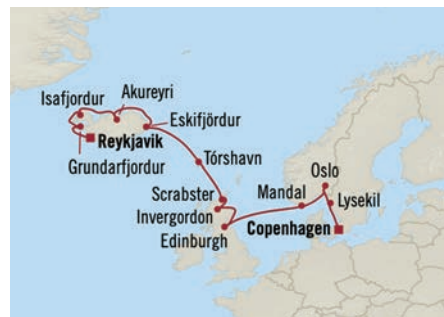 Akureyri
Isafjordur
Eskifjördur
Reykjavik
Grundarfjordur
Tórshavn
Oslo
Scrabster
Mandal
Lysekil
Invergordon
Copenhagen
Edinburgh